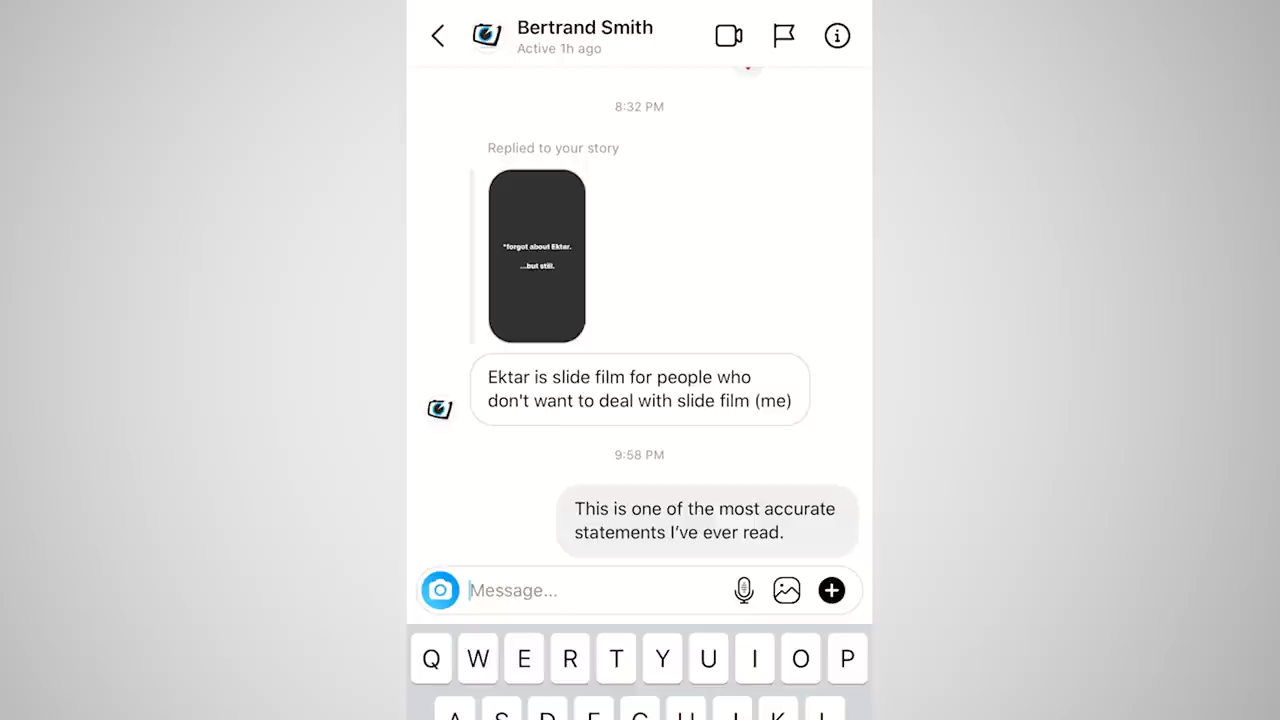 Bertrand Smith
Active 1h ago
8:32 PM
Replied to your story
*forgot about Ektar.
...but still.
Ektar is slide film for people who
don't want to deal with slide film (me)
9:58 PM
This is one of the most accurate
statements I've ever read.
Message...
Q W E R T Y U I O P
A S D F G H J K L